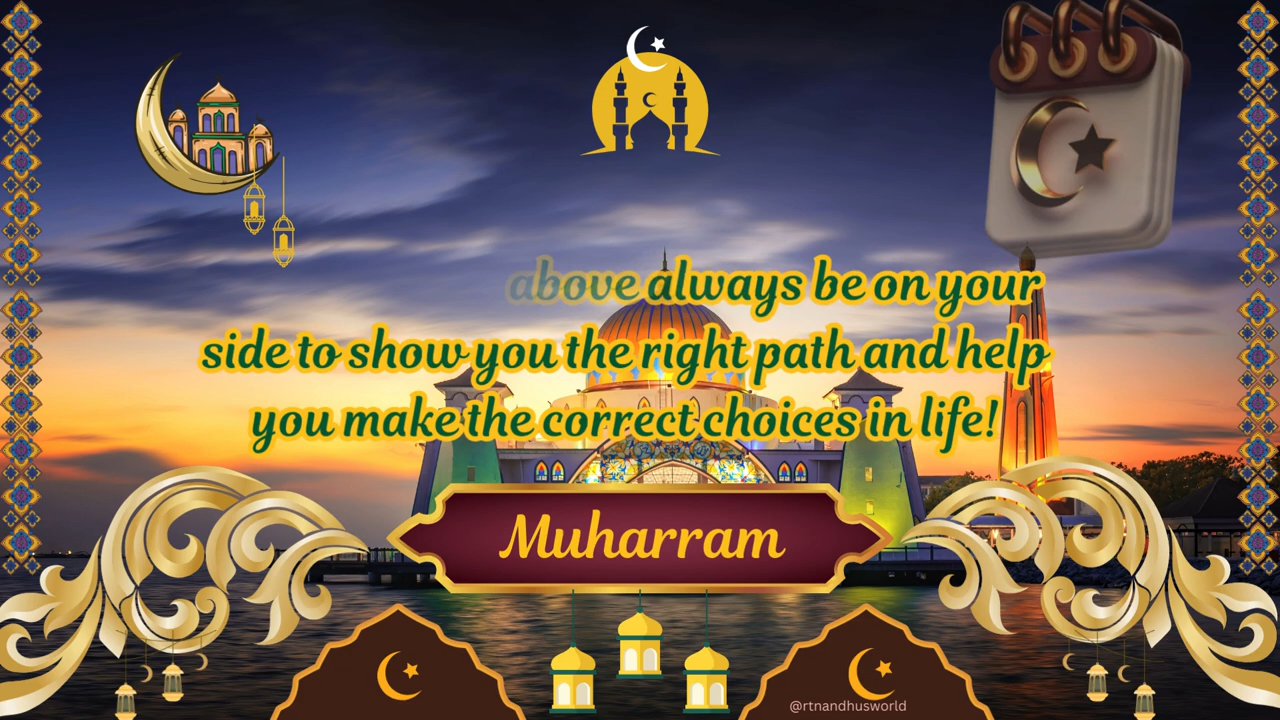 above always be on your
side to show you the right path and help
you make the correct choices in life!
Muharram
@rtnandhusworld